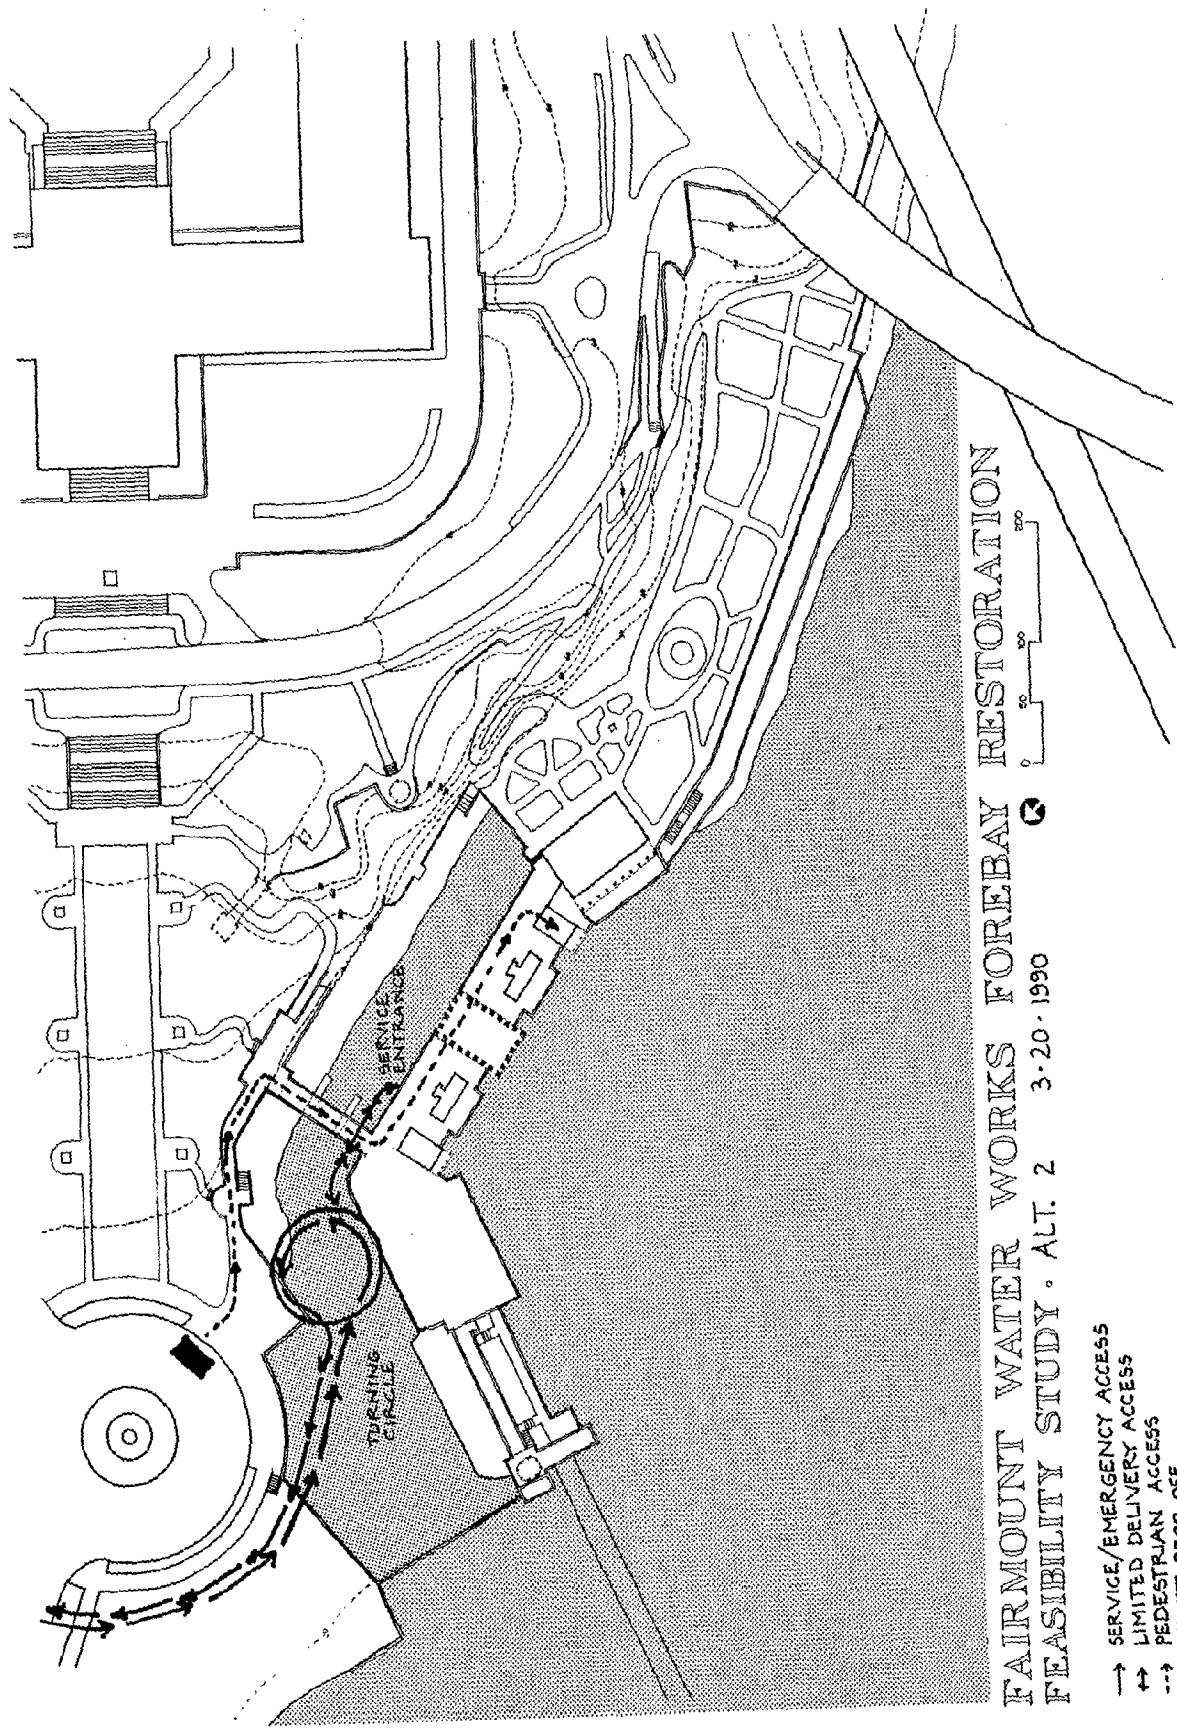 SERVICE
ENTRANCE
TURNING
CIRCLE
FAIRMOUNT WATER WORKS FOREBAY RESTORATION
FEASIBILITY STUDY · ALT. 2 3·20·1990
0 50 100 200
→ SERVICE/EMERGENCY ACCESS
↔ LIMITED DELIVERY ACCESS
--→ PEDESTRIAN ACCESS